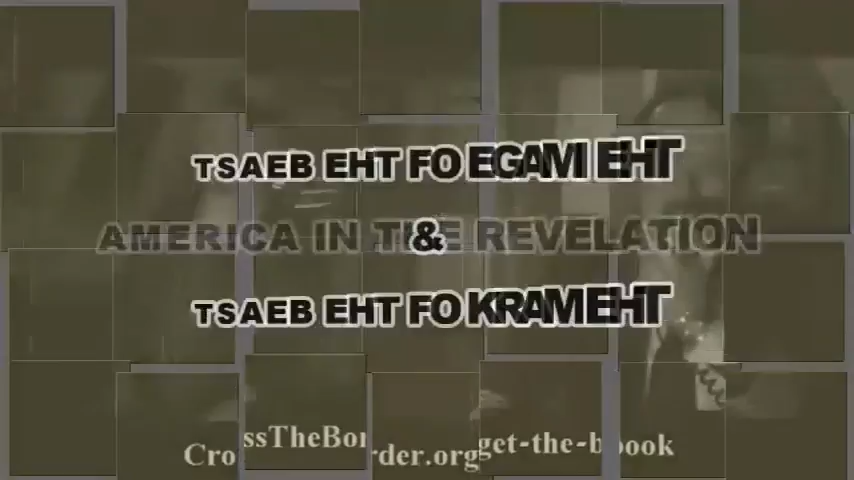 TSAEB EHT FO EGAMI EHT
AMERICA IN THE REVELATION
&
TSAEB EHT FO KRAM EHT
CrossTheBorder.org get-the-book